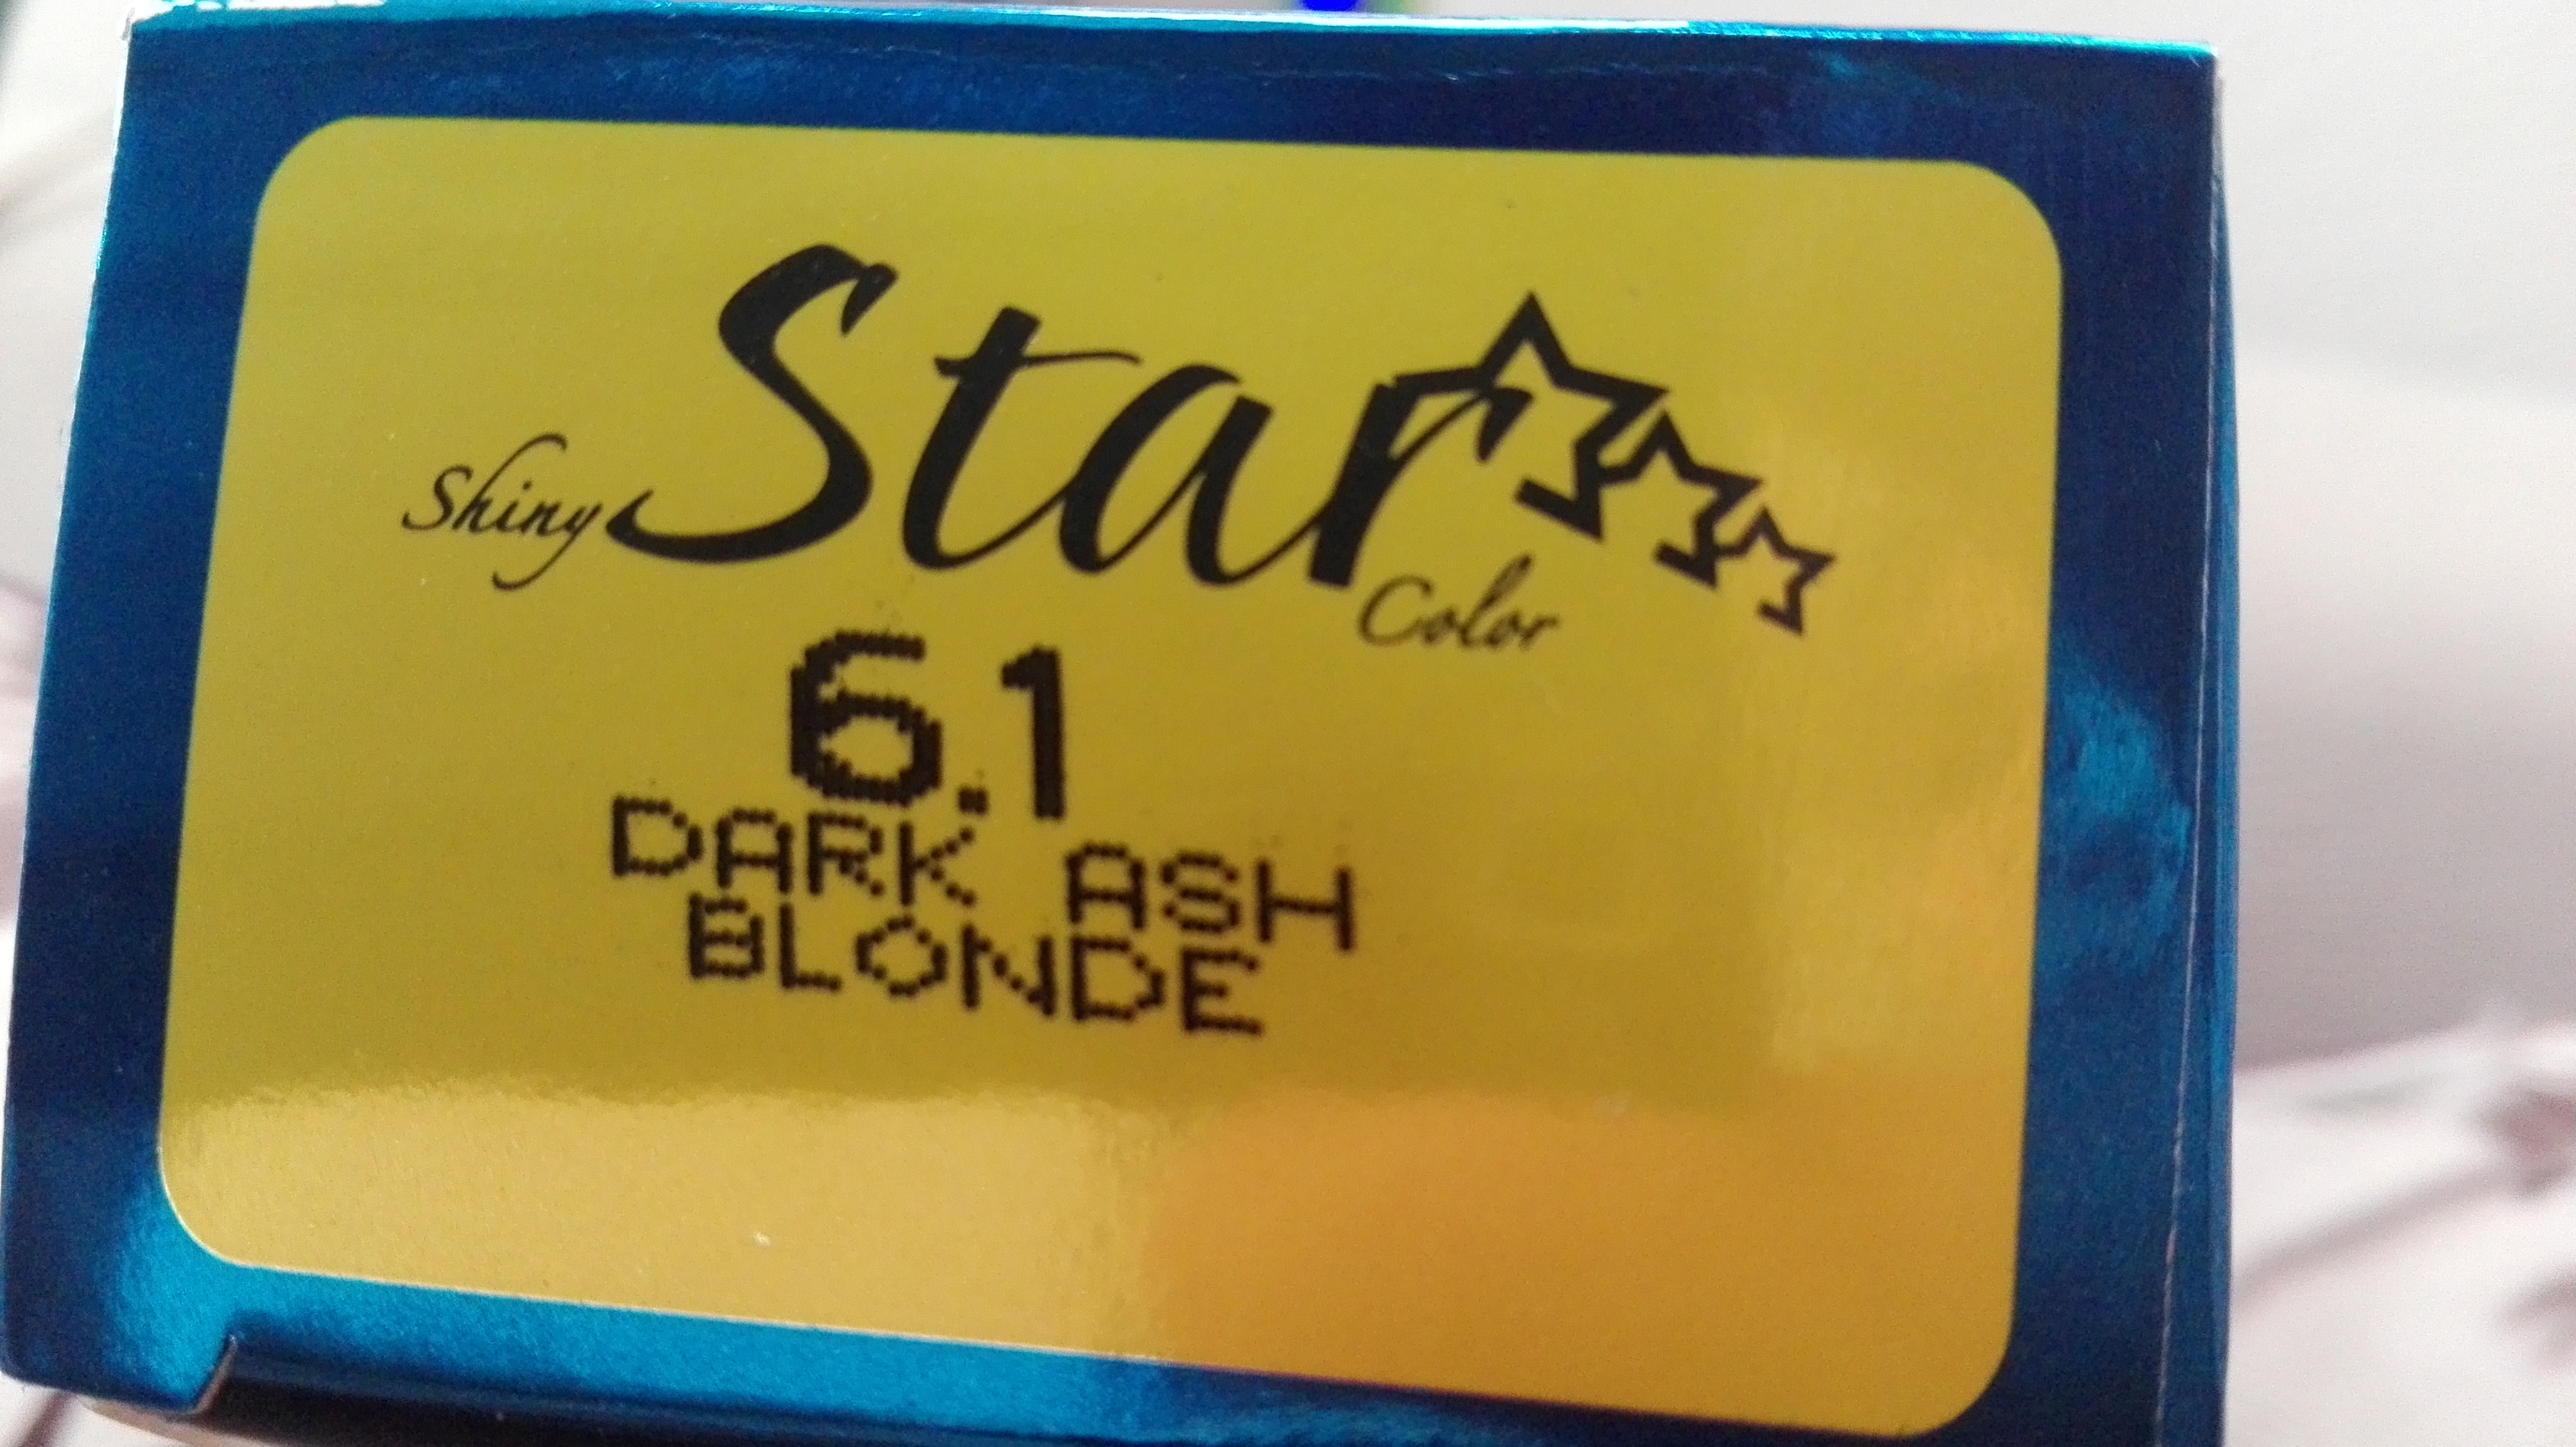 Shiny Star
Color
6.1
DARK ASH
BLONDE